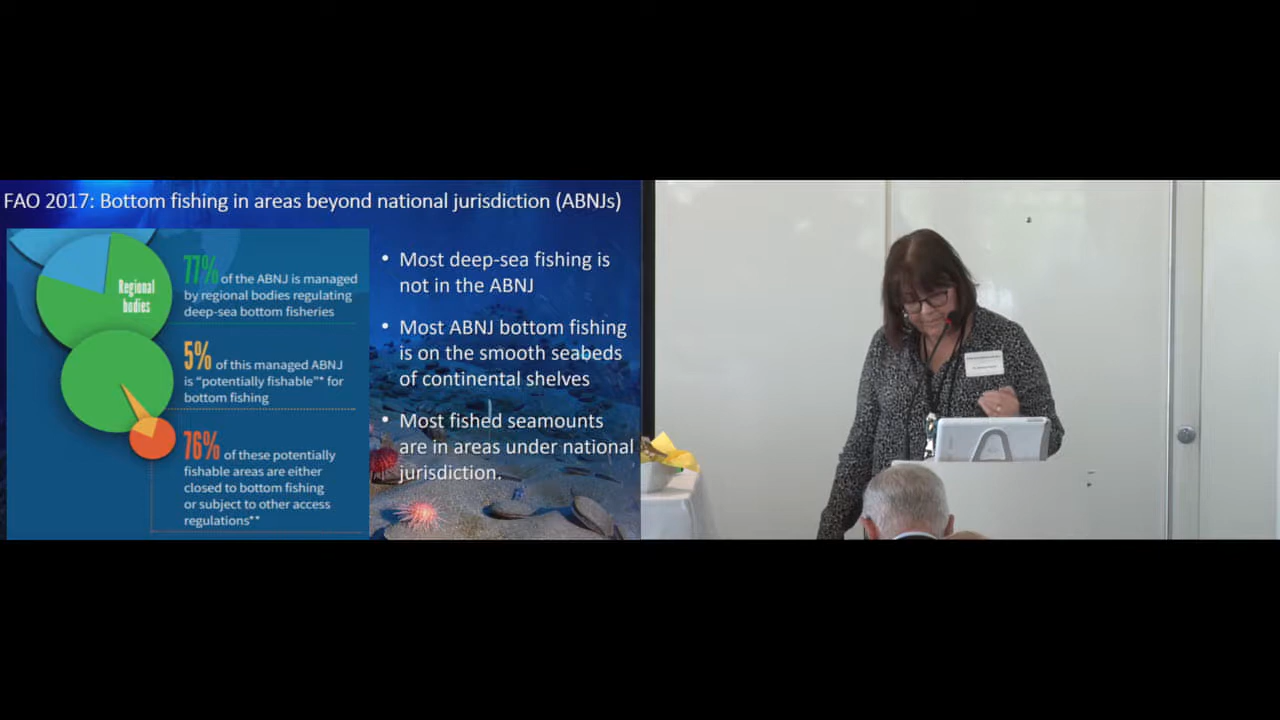 FAO 2017: Bottom fishing in areas beyond national jurisdiction (ABNJs)
Regional
bodies
77% of the ABNJ is managed
by regional bodies regulating
deep-sea bottom fisheries
5% of this managed ABNJ
is "potentially fishable"* for
bottom fishing
76% of these potentially
fishable areas are either
closed to bottom fishing
or subject to other access
regulations**
• Most deep-sea fishing is
not in the ABNJ
• Most ABNJ bottom fishing
is on the smooth seabeds
of continental shelves
• Most fished seamounts
are in areas under national
jurisdiction.